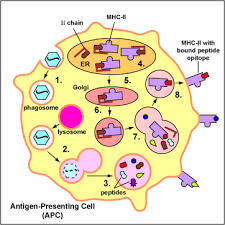 Ii chain
MHC-II
MHC-II with
bound peptide
epitope
ER
5.
4.
1.
Golgi
7.
8.
phagosome
6.
lysosome
2.
3.
peptides
Antigen-Presenting Cell
(APC)